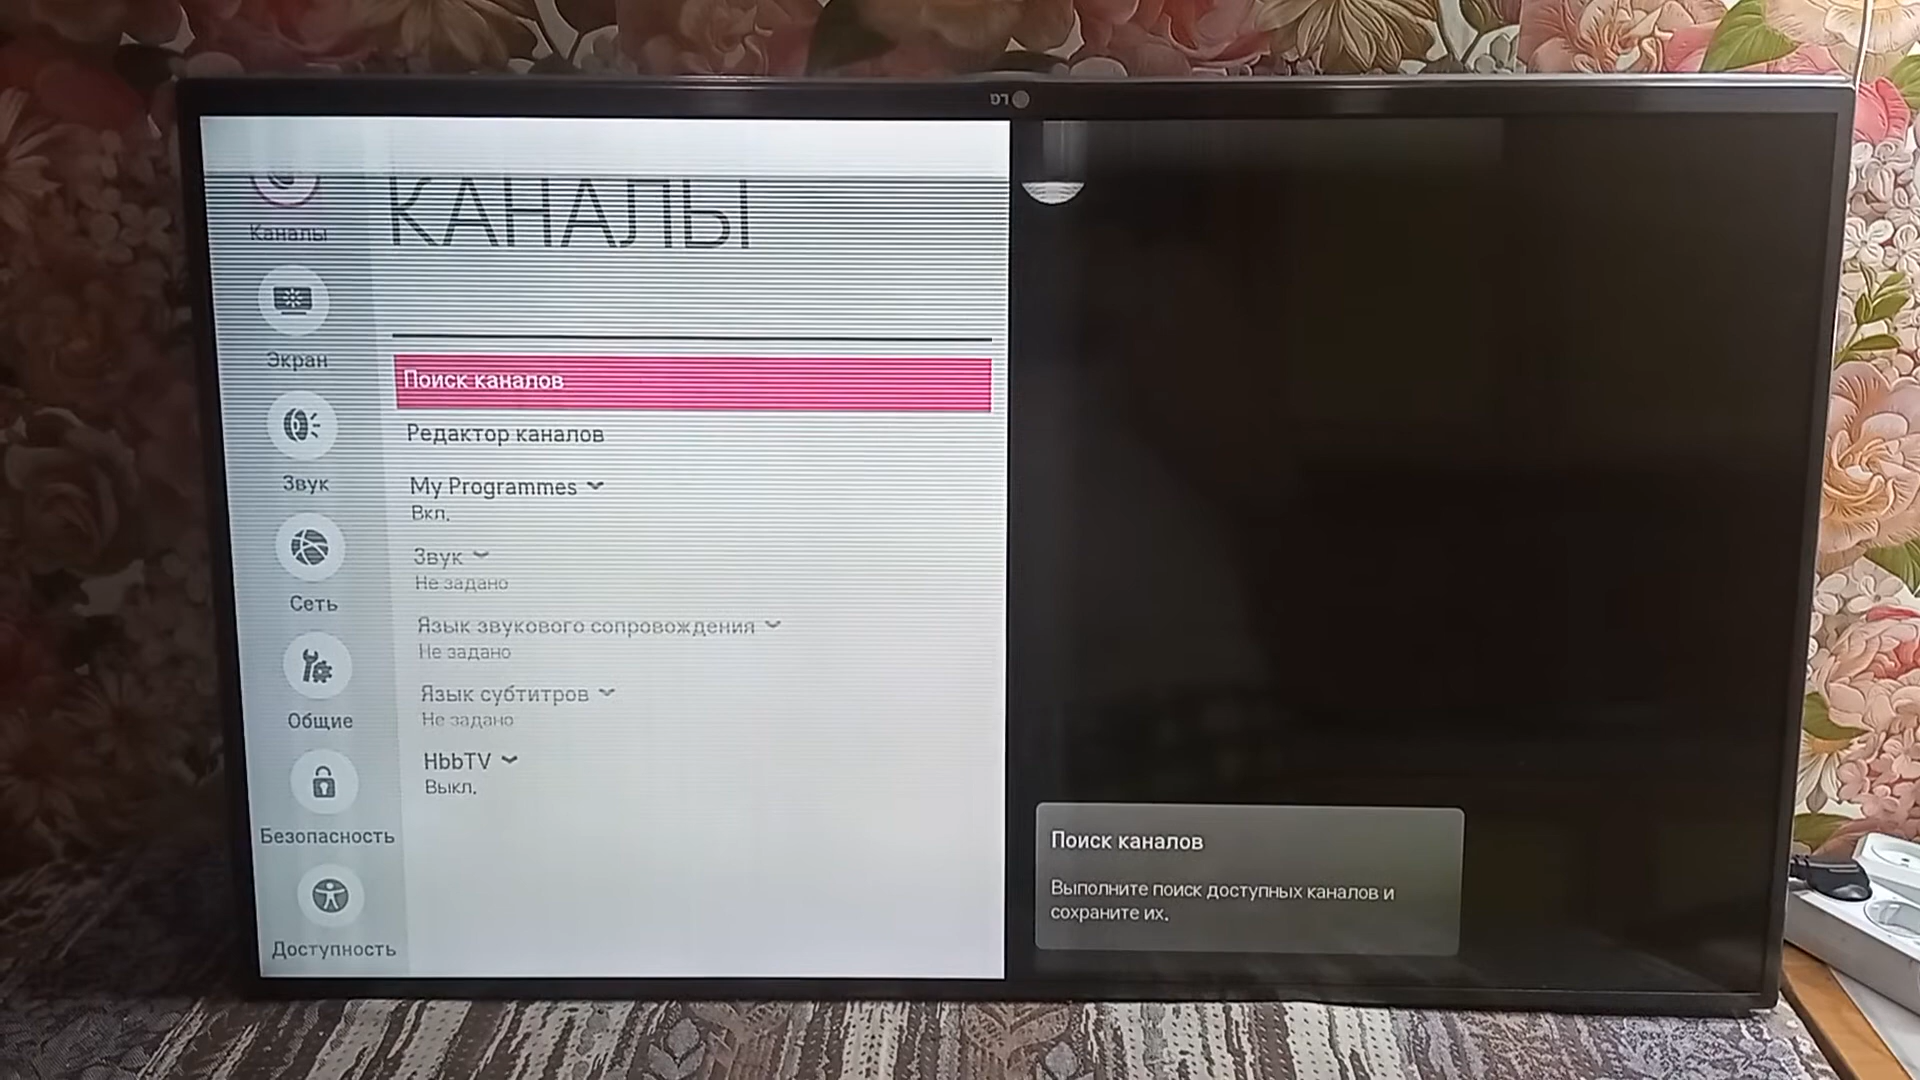 LG
КАНАЛЫ
Каналы
Экран
Звук
Сеть
Общие
Безопасность
Доступность
Поиск каналов
Редактор каналов
My Programmes
Вкл.
Звук
Не задано
Язык звукового сопровождения
Не задано
Язык субтитров
Не задано
HbbTV
Выкл.
Поиск каналов
Выполните поиск доступных каналов и
сохраните их.